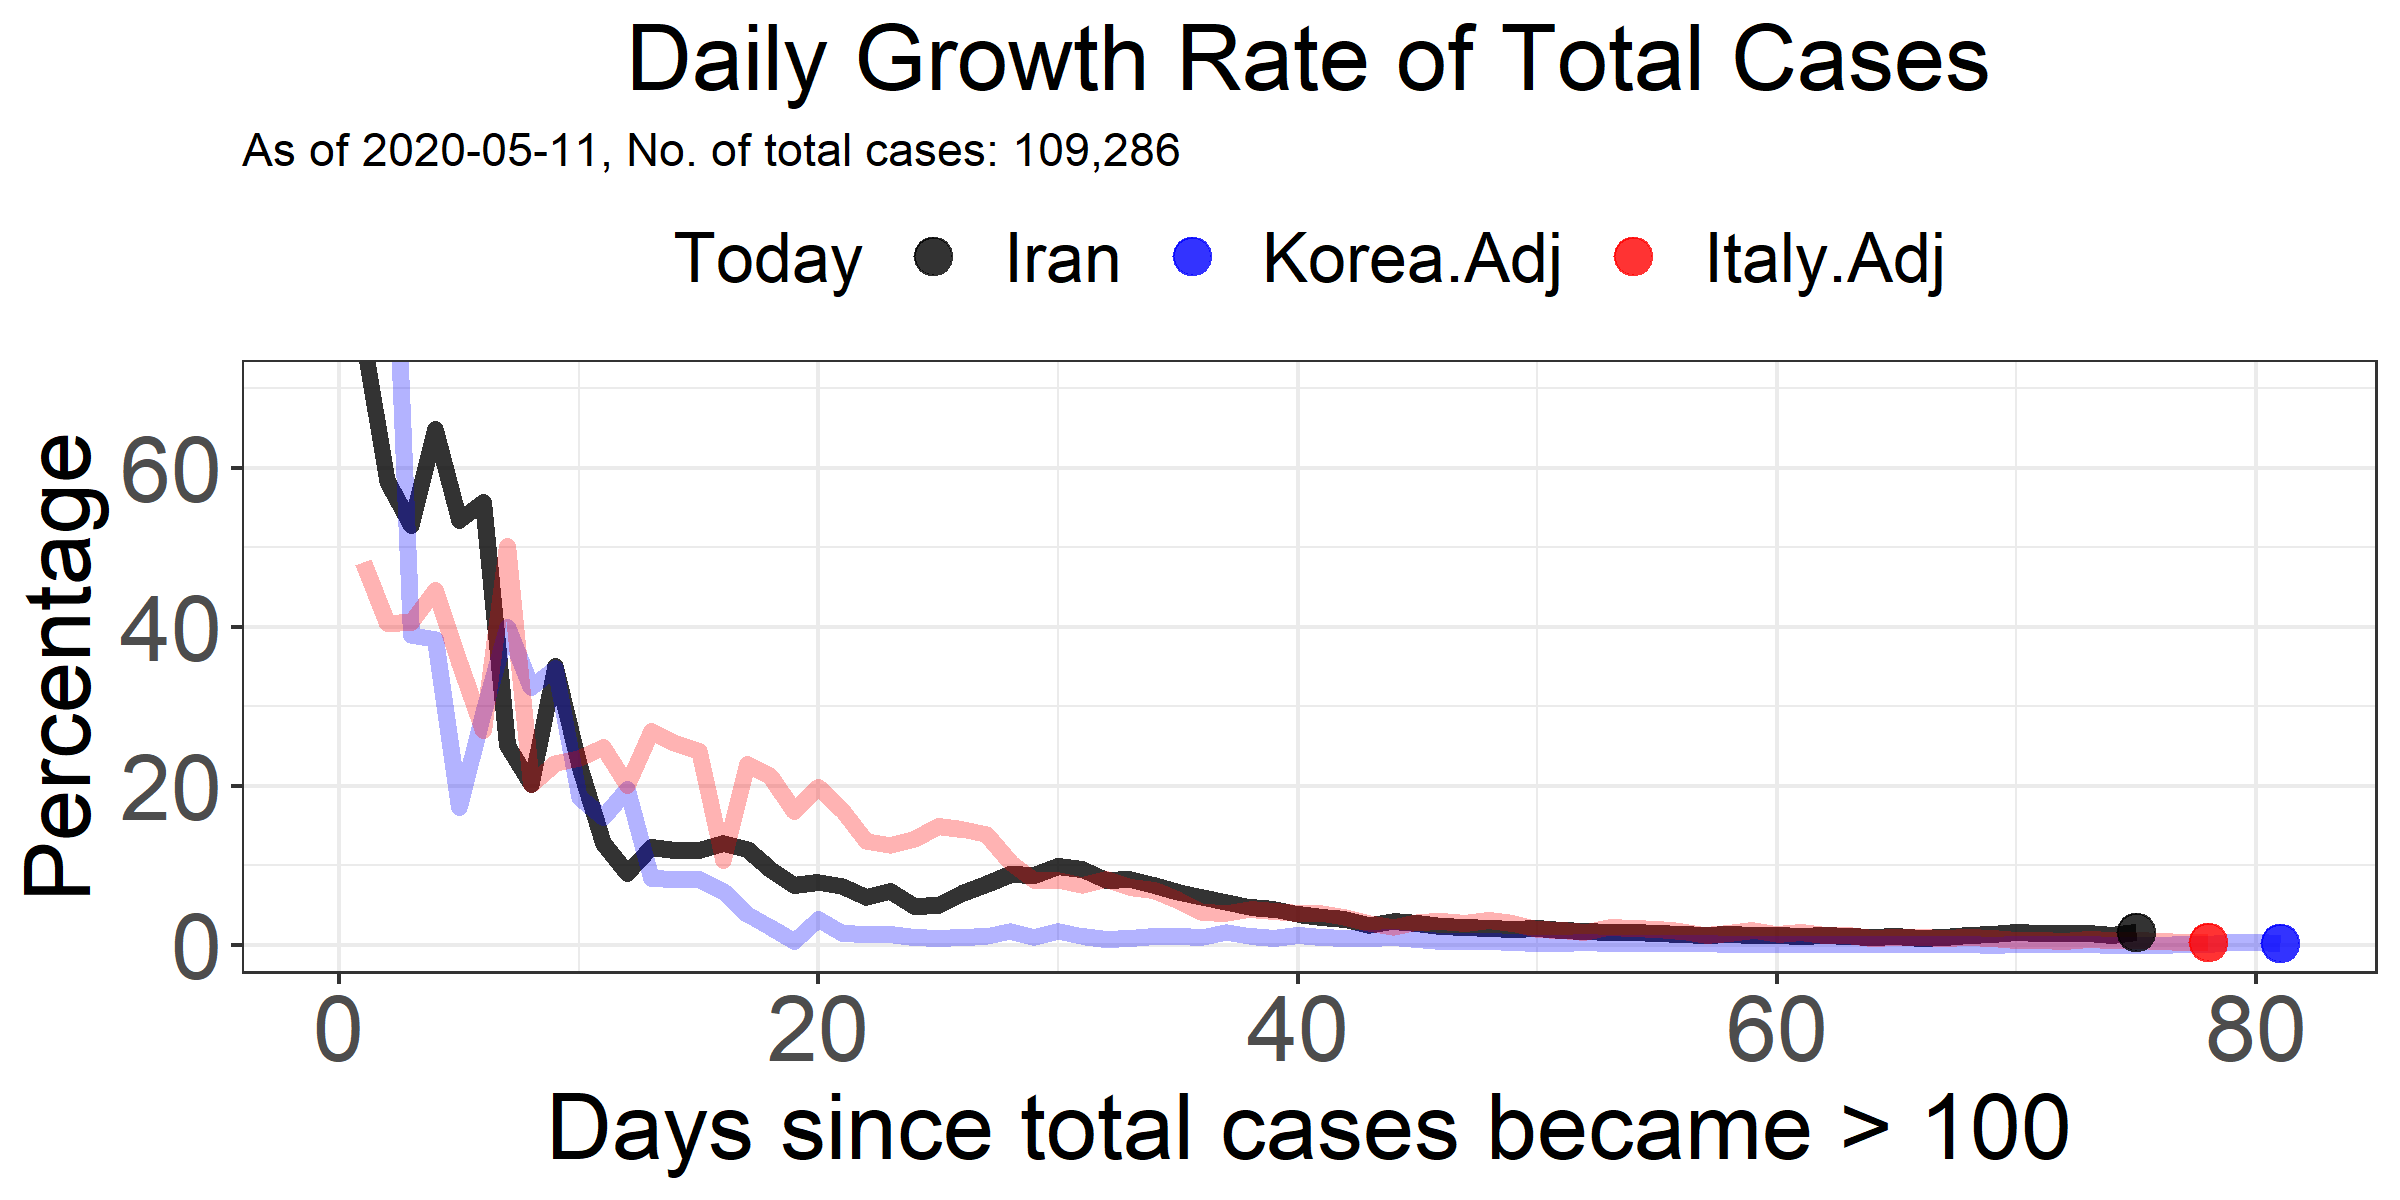 Daily Growth Rate of Total Cases
As of 2020-05-11, No. of total cases: 109,286
Today Iran Korea.Adj Italy.Adj
Percentage
60
40
20
0
0 20 40 60 80
Days since total cases became > 100